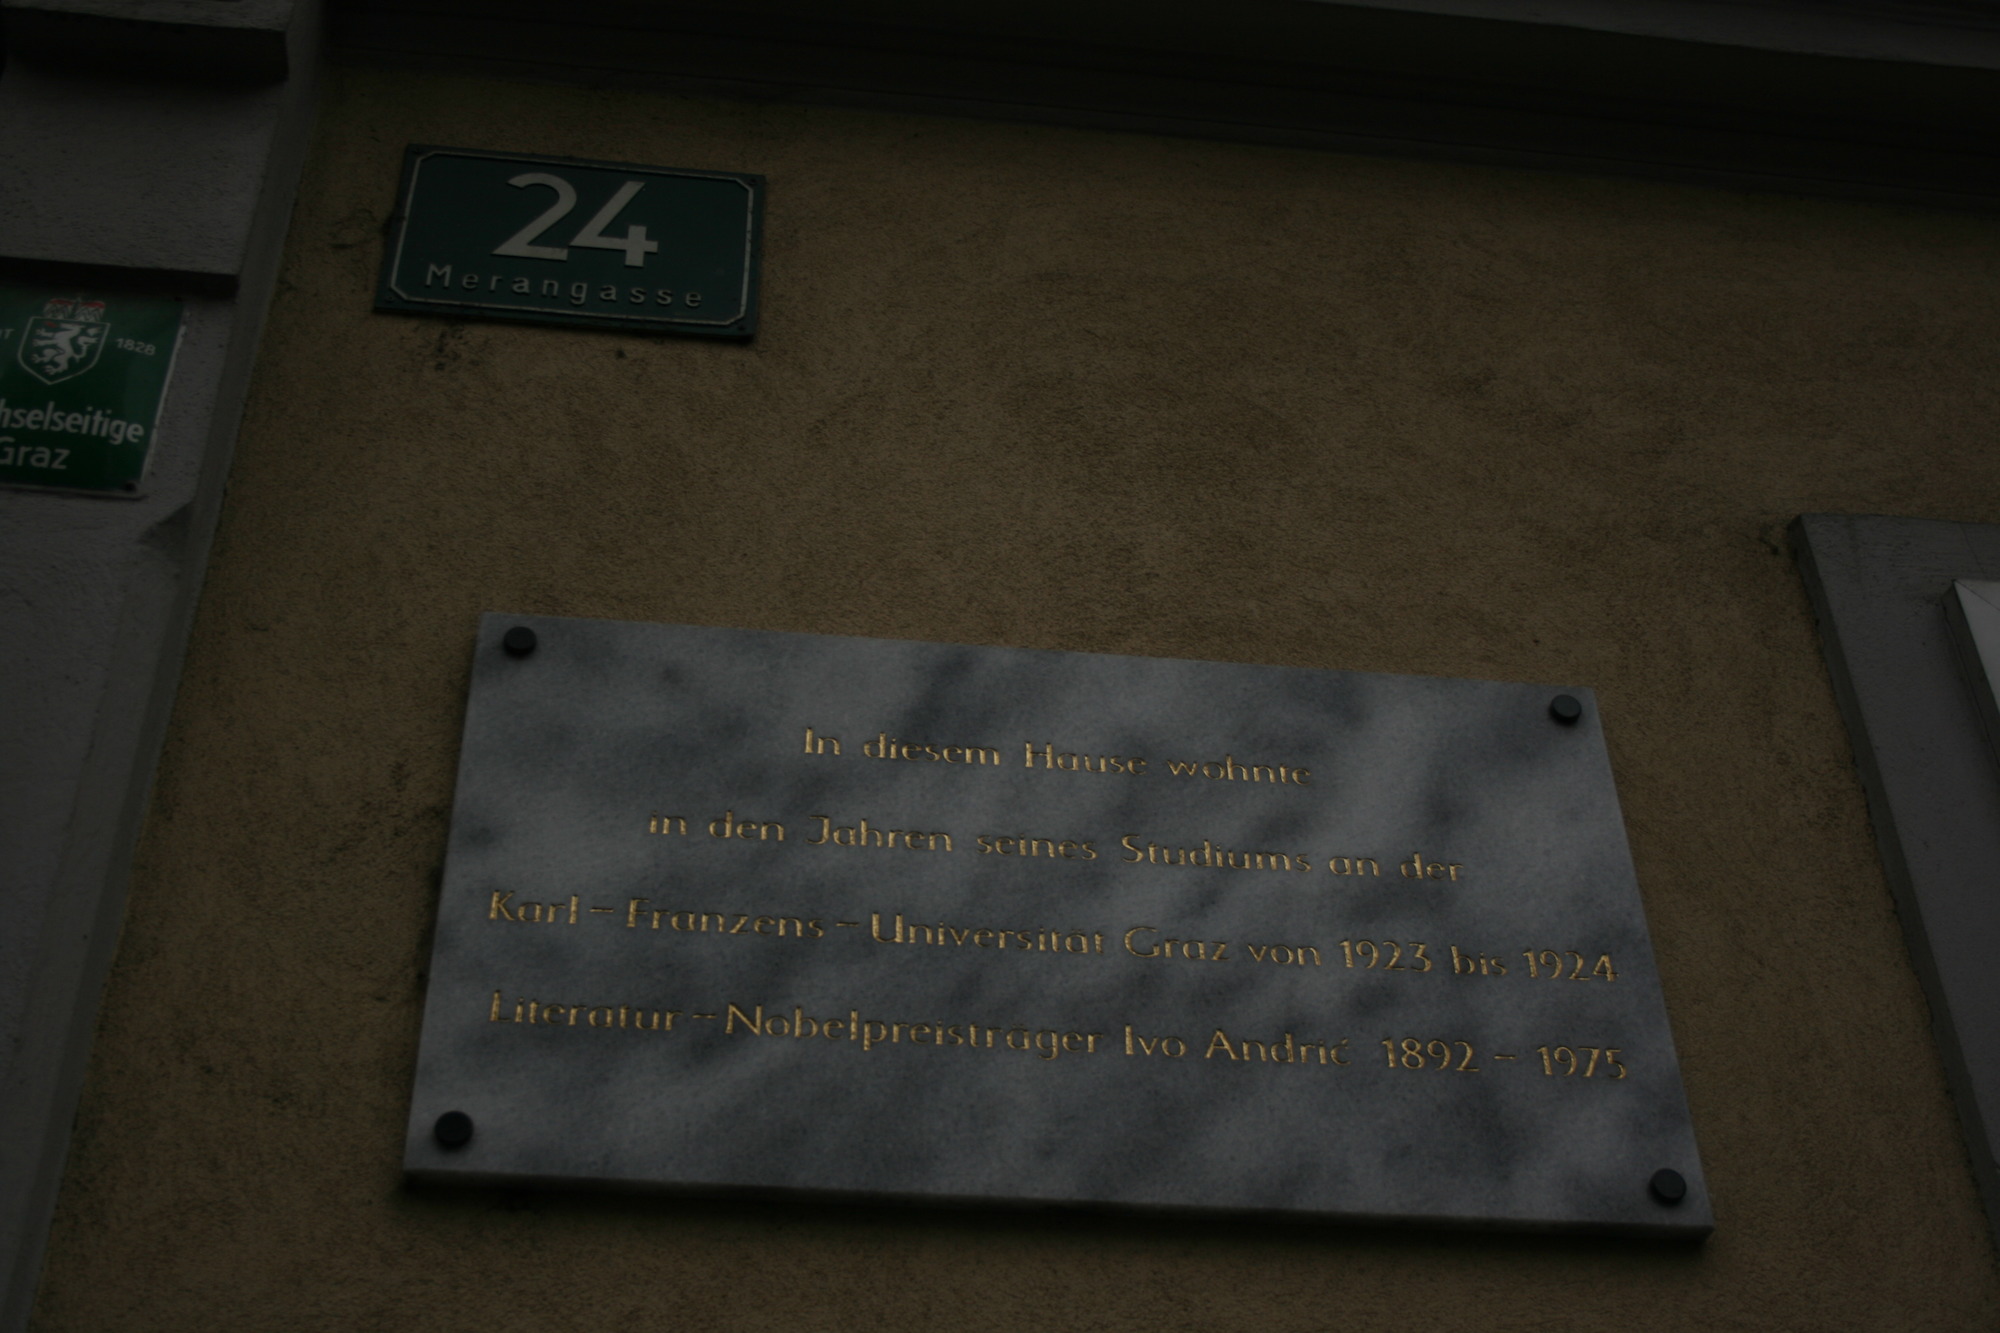 24
Merangasse
1828
hselseitige
Graz
In diesem Hause wohnte
in den Jahren seines Studiums an der
Karl-Franzens-Universität Graz von 1923 bis 1924
Literatur-Nobelpreisträger Ivo Andrić 1892 - 1975